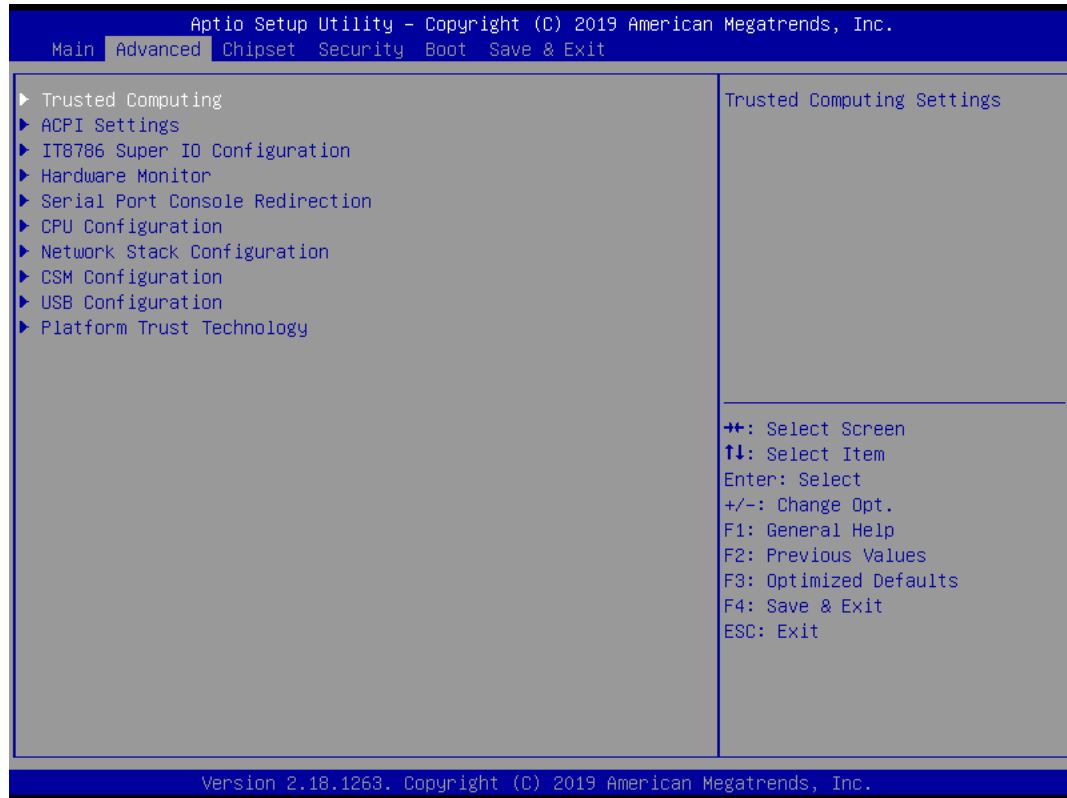 Aptio Setup Utility – Copyright (C) 2019 American Megatrends, Inc.
Main Advanced Chipset Security Boot Save & Exit
▶ Trusted Computing
▶ ACPI Settings
▶ IT8786 Super IO Configuration
▶ Hardware Monitor
▶ Serial Port Console Redirection
▶ CPU Configuration
▶ Network Stack Configuration
▶ CSM Configuration
▶ USB Configuration
▶ Platform Trust Technology
Trusted Computing Settings
→←: Select Screen
↑↓: Select Item
Enter: Select
+/-: Change Opt.
F1: General Help
F2: Previous Values
F3: Optimized Defaults
F4: Save & Exit
ESC: Exit
Version 2.18.1263. Copyright (C) 2019 American Megatrends, Inc.